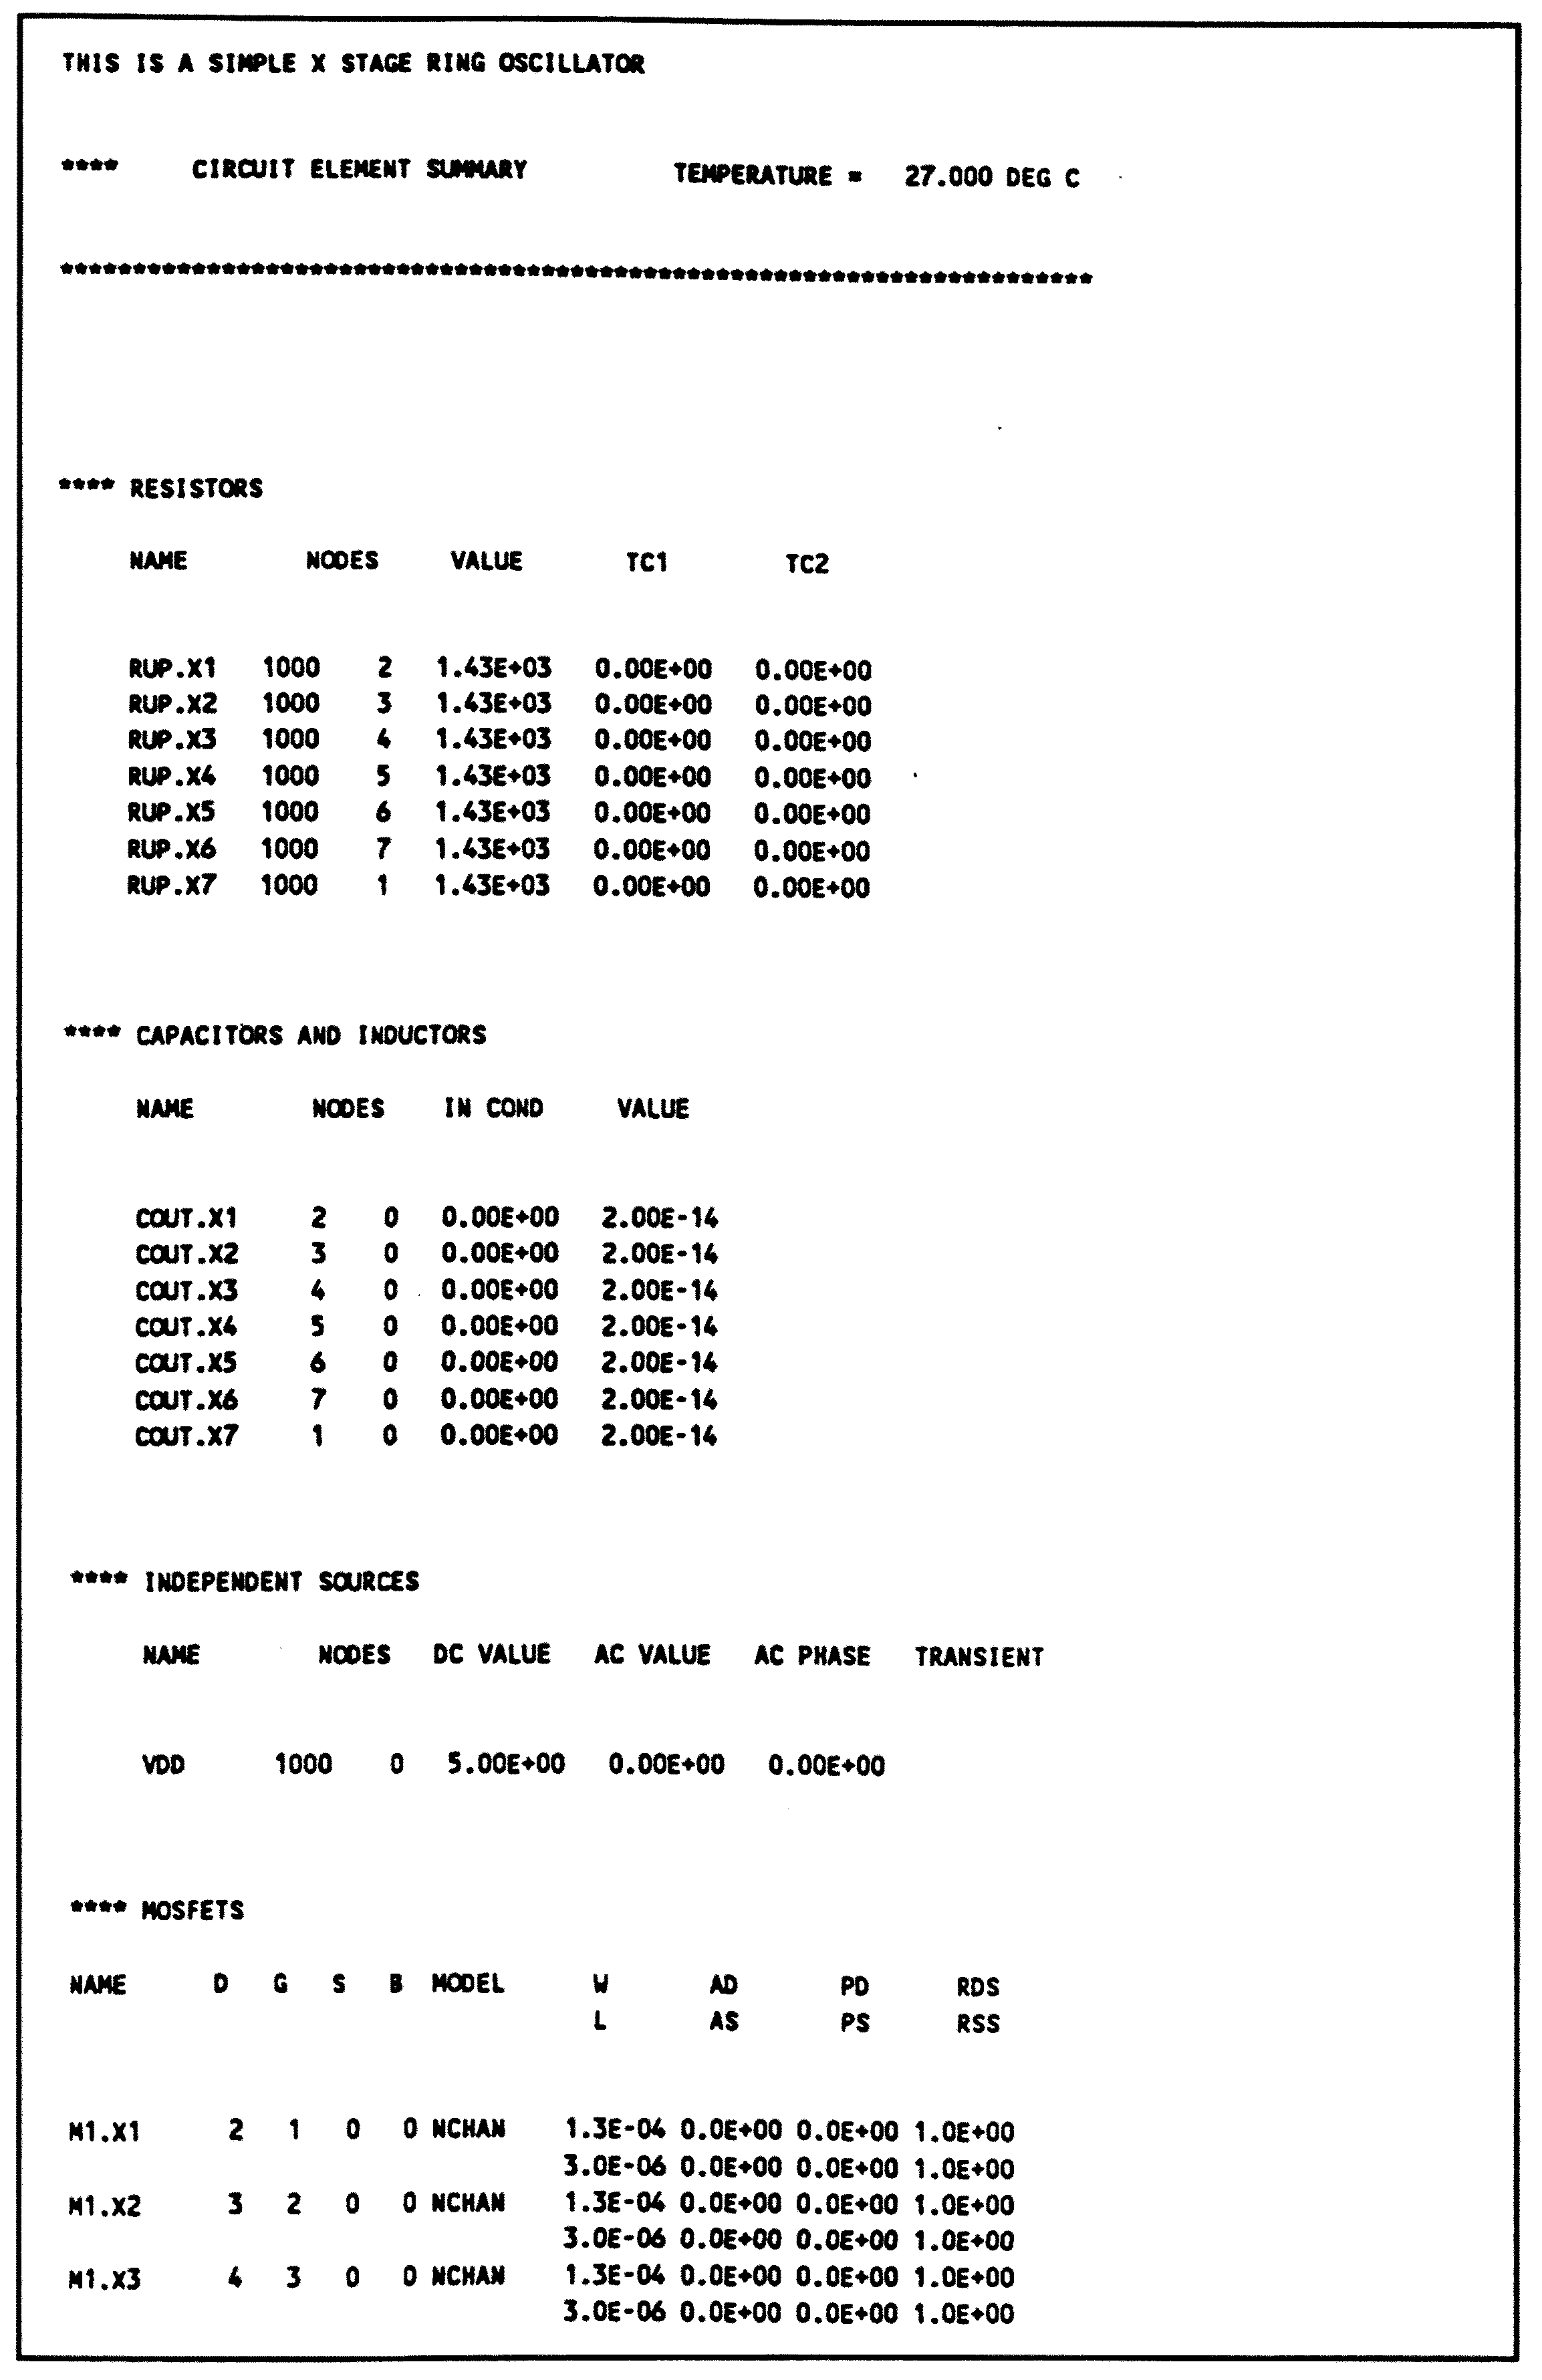 THIS IS A SIMPLE X STAGE RING OSCILLATOR
**** CIRCUIT ELEMENT SUMMARY TEMPERATURE = 27.000 DEG C
***********************************************************************
**** RESISTORS
NAME NODES VALUE TC1 TC2
RUP.X1 1000 2 1.43E+03 0.00E+00 0.00E+00
RUP.X2 1000 3 1.43E+03 0.00E+00 0.00E+00
RUP.X3 1000 4 1.43E+03 0.00E+00 0.00E+00
RUP.X4 1000 5 1.43E+03 0.00E+00 0.00E+00
RUP.X5 1000 6 1.43E+03 0.00E+00 0.00E+00
RUP.X6 1000 7 1.43E+03 0.00E+00 0.00E+00
RUP.X7 1000 1 1.43E+03 0.00E+00 0.00E+00
**** CAPACITORS AND INDUCTORS
NAME NODES IN COND VALUE
COUT.X1 2 0 0.00E+00 2.00E-14
COUT.X2 3 0 0.00E+00 2.00E-14
COUT.X3 4 0 0.00E+00 2.00E-14
COUT.X4 5 0 0.00E+00 2.00E-14
COUT.X5 6 0 0.00E+00 2.00E-14
COUT.X6 7 0 0.00E+00 2.00E-14
COUT.X7 1 0 0.00E+00 2.00E-14
**** INDEPENDENT SOURCES
NAME NODES DC VALUE AC VALUE AC PHASE TRANSIENT
VDD 1000 0 5.00E+00 0.00E+00 0.00E+00
**** MOSFETS
NAME D G S B MODEL W AD PD RDS
L AS PS RSS
M1.X1 2 1 0 0 NCHAN 1.3E-04 0.0E+00 0.0E+00 1.0E+00
3.0E-06 0.0E+00 0.0E+00 1.0E+00
M1.X2 3 2 0 0 NCHAN 1.3E-04 0.0E+00 0.0E+00 1.0E+00
3.0E-06 0.0E+00 0.0E+00 1.0E+00
M1.X3 4 3 0 0 NCHAN 1.3E-04 0.0E+00 0.0E+00 1.0E+00
3.0E-06 0.0E+00 0.0E+00 1.0E+00